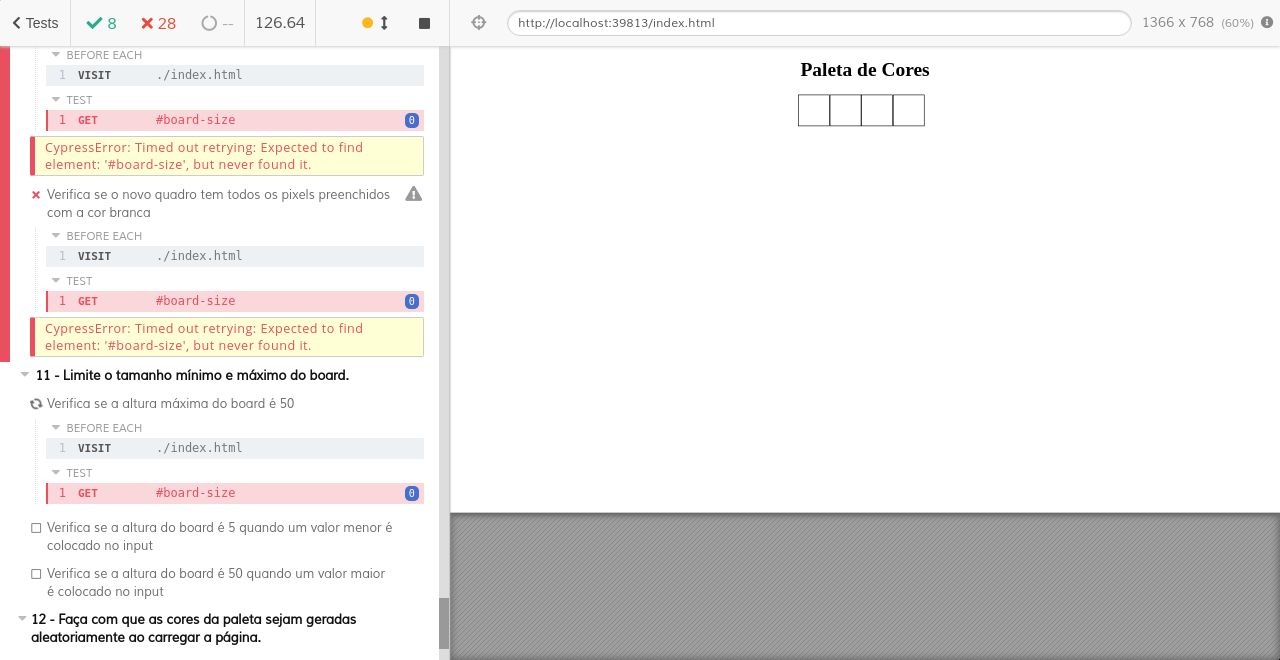 Tests 8 28 -- 126.64
http://localhost:39813/index.html 1366 x 768 (60%)
BEFORE EACH
1 VISIT ./index.html
TEST
1 GET #board-size 0
CypressError: Timed out retrying: Expected to find
element: '#board-size', but never found it.
Verifica se o novo quadro tem todos os pixels preenchidos
com a cor branca
BEFORE EACH
1 VISIT ./index.html
TEST
1 GET #board-size 0
CypressError: Timed out retrying: Expected to find
element: '#board-size', but never found it.
11 - Limite o tamanho mínimo e máximo do board.
Verifica se a altura máxima do board é 50
BEFORE EACH
1 VISIT ./index.html
TEST
1 GET #board-size 0
Verifica se a altura do board é 5 quando um valor menor é
colocado no input
Verifica se a altura do board é 50 quando um valor maior
é colocado no input
12 - Faça com que as cores da paleta sejam geradas
aleatoriamente ao carregar a página.
Paleta de Cores